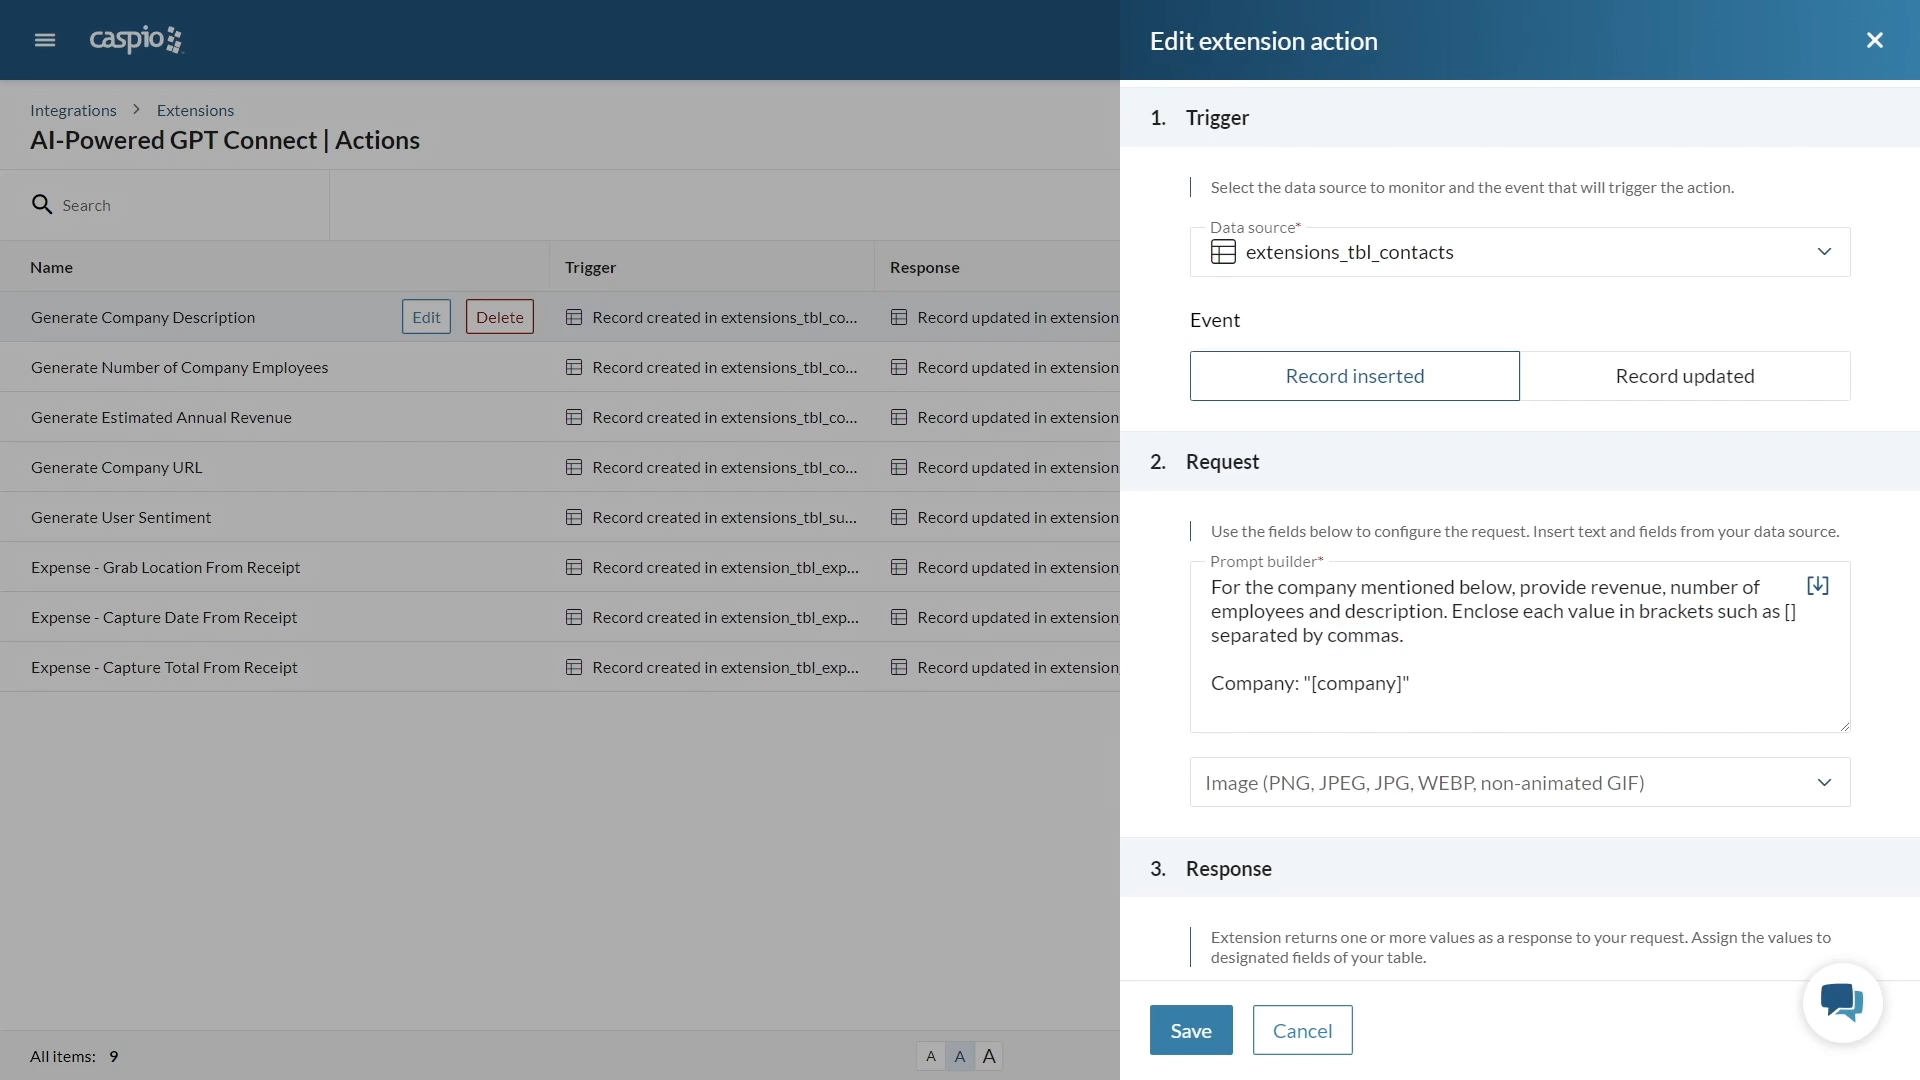 caspio
Integrations > Extensions
AI-Powered GPT Connect | Actions
Search
Name
Trigger
Response
Generate Company Description
Edit
Delete
Record created in extensions_tbl_co...
Record updated in extension
Generate Number of Company Employees
Record created in extensions_tbl_co...
Record updated in extension
Generate Estimated Annual Revenue
Record created in extensions_tbl_co...
Record updated in extension
Generate Company URL
Record created in extensions_tbl_co...
Record updated in extension
Generate User Sentiment
Record created in extensions_tbl_su...
Record updated in extension
Expense - Grab Location From Receipt
Record created in extension_tbl_exp...
Record updated in extension
Expense - Capture Date From Receipt
Record created in extension_tbl_exp...
Record updated in extension
Expense - Capture Total From Receipt
Record created in extension_tbl_exp...
Record updated in extension
All items: 9
A A A
Edit extension action
1. Trigger
Select the data source to monitor and the event that will trigger the action.
Data source*
extensions_tbl_contacts
Event
Record inserted
Record updated
2. Request
Use the fields below to configure the request. Insert text and fields from your data source.
Prompt builder*
For the company mentioned below, provide revenue, number of
employees and description. Enclose each value in brackets such as []
separated by commas.
Company: "[company]"
Image (PNG, JPEG, JPG, WEBP, non-animated GIF)
3. Response
Extension returns one or more values as a response to your request. Assign the values to
designated fields of your table.
Save
Cancel